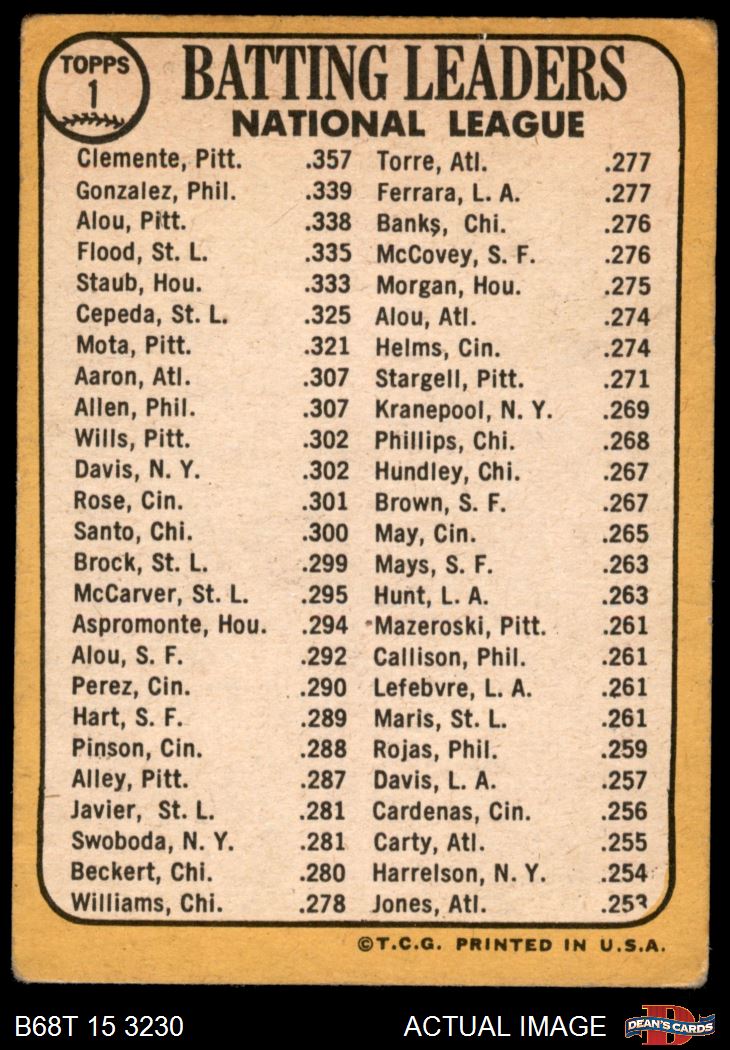 TOPPS
1
BATTING LEADERS
NATIONAL LEAGUE
Clemente, Pitt. .357
Gonzalez, Phil. .339
Alou, Pitt. .338
Flood, St. L. .335
Staub, Hou. .333
Cepeda, St. L. .325
Mota, Pitt. .321
Aaron, Atl. .307
Allen, Phil. .307
Wills, Pitt. .302
Davis, N. Y. .302
Rose, Cin. .301
Santo, Chi. .300
Brock, St. L. .299
McCarver, St. L. .295
Aspromonte, Hou. .294
Alou, S. F. .292
Perez, Cin. .290
Hart, S. F. .289
Pinson, Cin. .288
Alley, Pitt. .287
Javier, St. L. .281
Swoboda, N. Y. .281
Beckert, Chi. .280
Williams, Chi. .278
Torre, Atl. .277
Ferrara, L. A. .277
Banks, Chi. .276
McCovey, S. F. .276
Morgan, Hou. .275
Alou, Atl. .274
Helms, Cin. .274
Stargell, Pitt. .271
Kranepool, N. Y. .269
Phillips, Chi. .268
Hundley, Chi. .267
Brown, S. F. .267
May, Cin. .265
Mays, S. F. .263
Hunt, L. A. .263
Mazeroski, Pitt. .261
Callison, Phil. .261
Lefebvre, L. A. .261
Maris, St. L. .261
Rojas, Phil. .259
Davis, L. A. .257
Cardenas, Cin. .256
Carty, Atl. .255
Harrelson, N. Y. .254
Jones, Atl. .253
©T.C.G. PRINTED IN U.S.A.
B68T 15 3230
ACTUAL IMAGE
D
DEAN'S CARDS